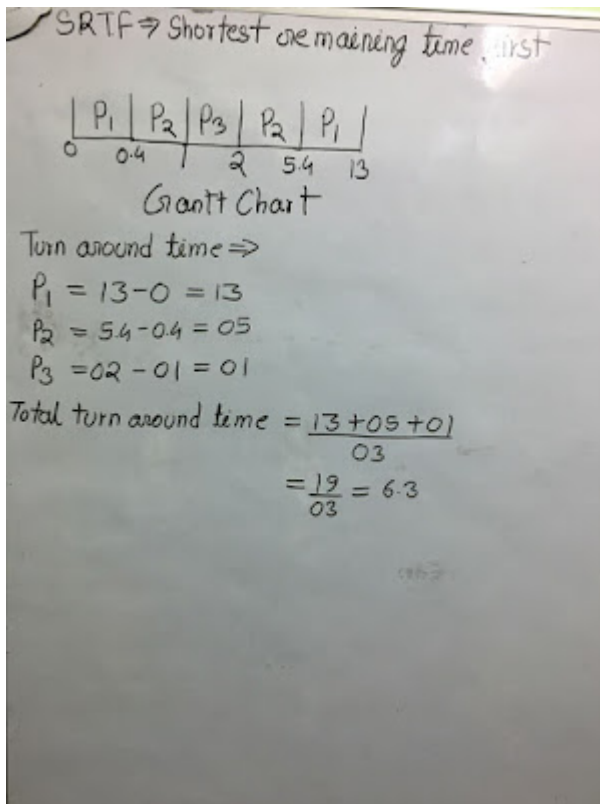 SRTF ⇒ Shortest remaining time first
| P1 | P2 | P3 | P2 | P1 |
0 0.4 1 2 5.4 13
Gantt Chart
Turn around time ⇒
P1 = 13 - 0 = 13
P2 = 5.4 - 0.4 = 05
P3 = 02 - 01 = 01
Total turn around time = 13 + 05 + 01
03
= 19 = 6.3
03